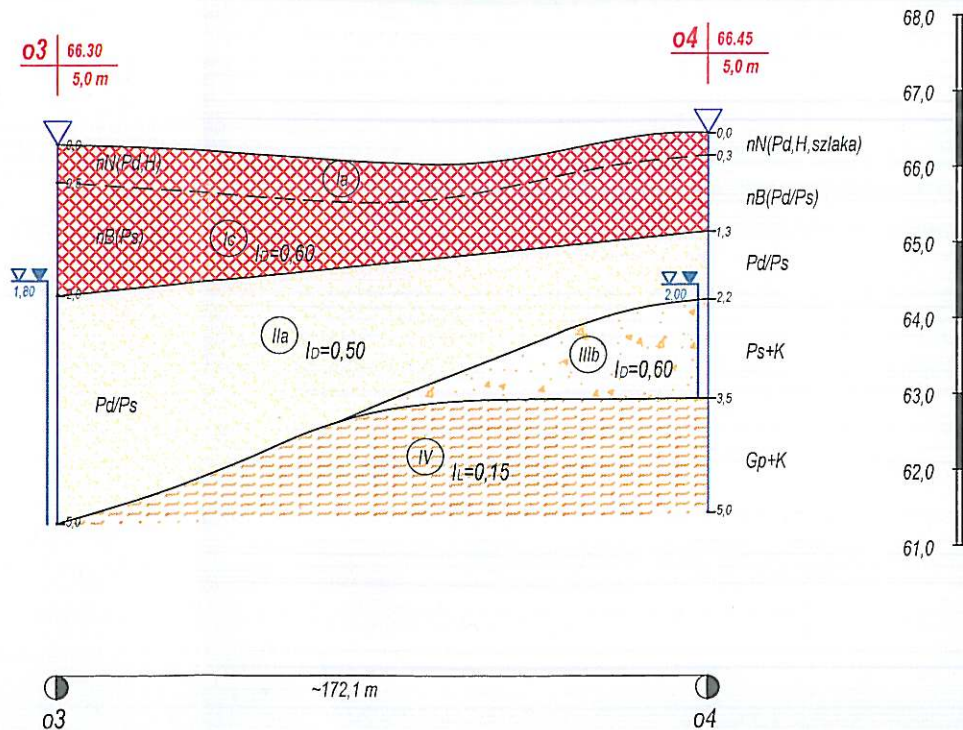 o3 66.30
5,0 m
o4 66.45
5,0 m
68,0
67,0
66,0
65,0
64,0
63,0
62,0
61,0
0,0
nN(Pd,H)
0,5
nB(Ps)
Ia
Ic
ID=0,60
2,0
1,80
IIa
ID=0,50
Pd/Ps
5,0
0,0
nN(Pd,H,szlaka)
0,3
nB(Pd/Ps)
1,3
Pd/Ps
2,00
2,2
IIIb
ID=0,60
Ps+K
3,5
IV
IL=0,15
Gp+K
5,0
~172,1 m
o3
o4